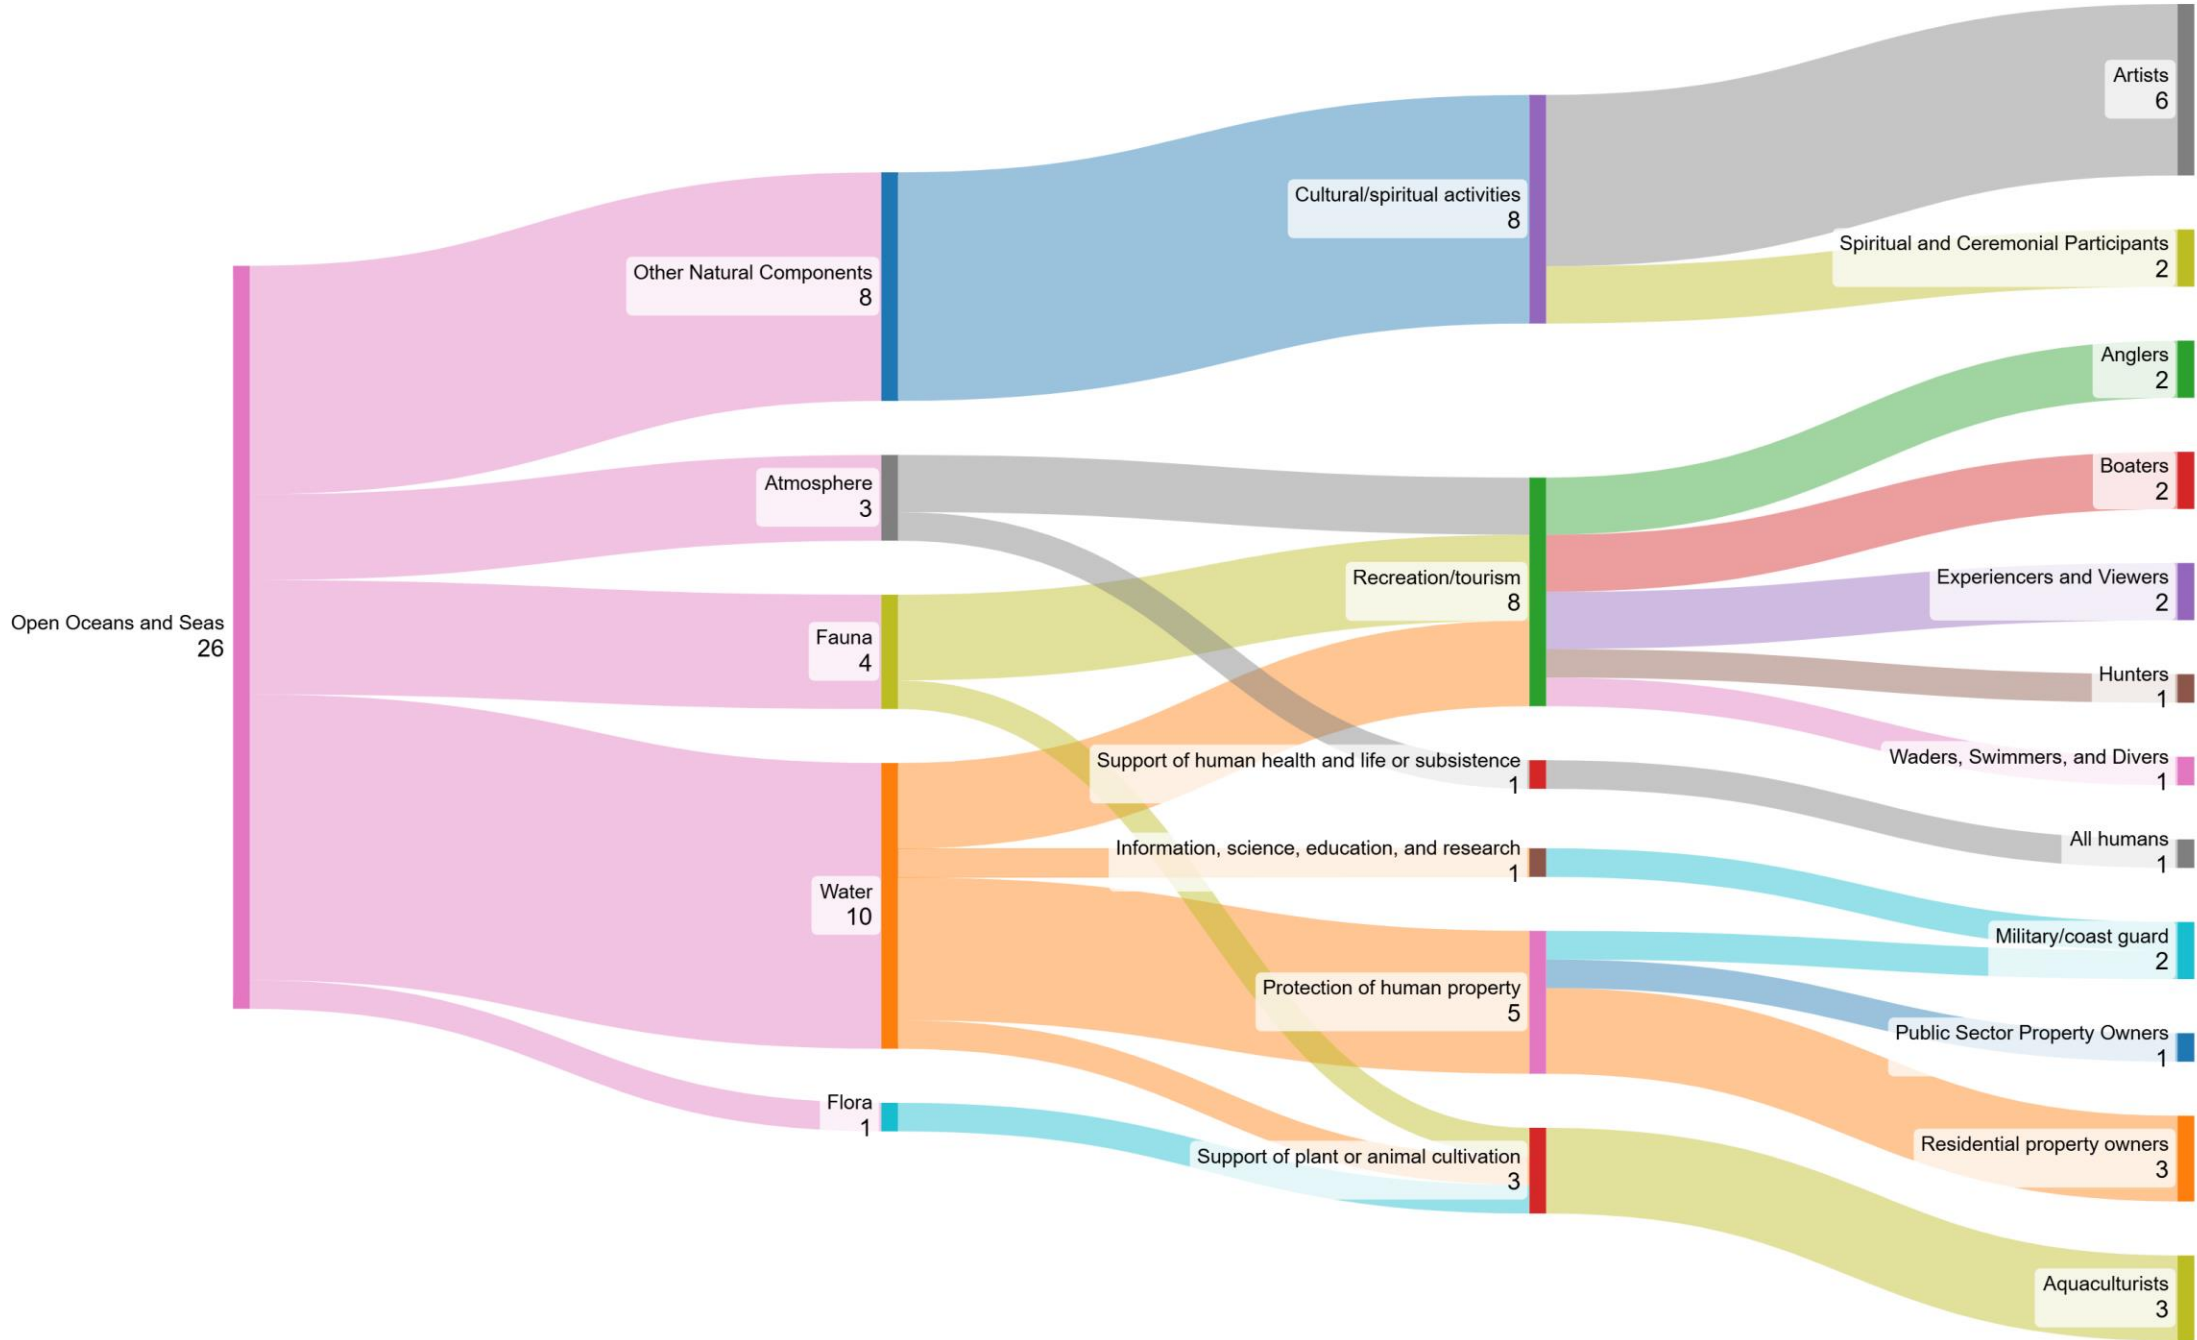 Open Oceans and Seas
26
Other Natural Components
8
Atmosphere
3
Fauna
4
Water
10
Flora
1
Cultural/spiritual activities
8
Recreation/tourism
8
Support of human health and life or subsistence
1
Information, science, education, and research
1
Protection of human property
5
Support of plant or animal cultivation
3
Artists
6
Spiritual and Ceremonial Participants
2
Anglers
2
Boaters
2
Experiencers and Viewers
2
Hunters
1
Waders, Swimmers, and Divers
1
All humans
1
Military/coast guard
2
Public Sector Property Owners
1
Residential property owners
3
Aquaculturists
3